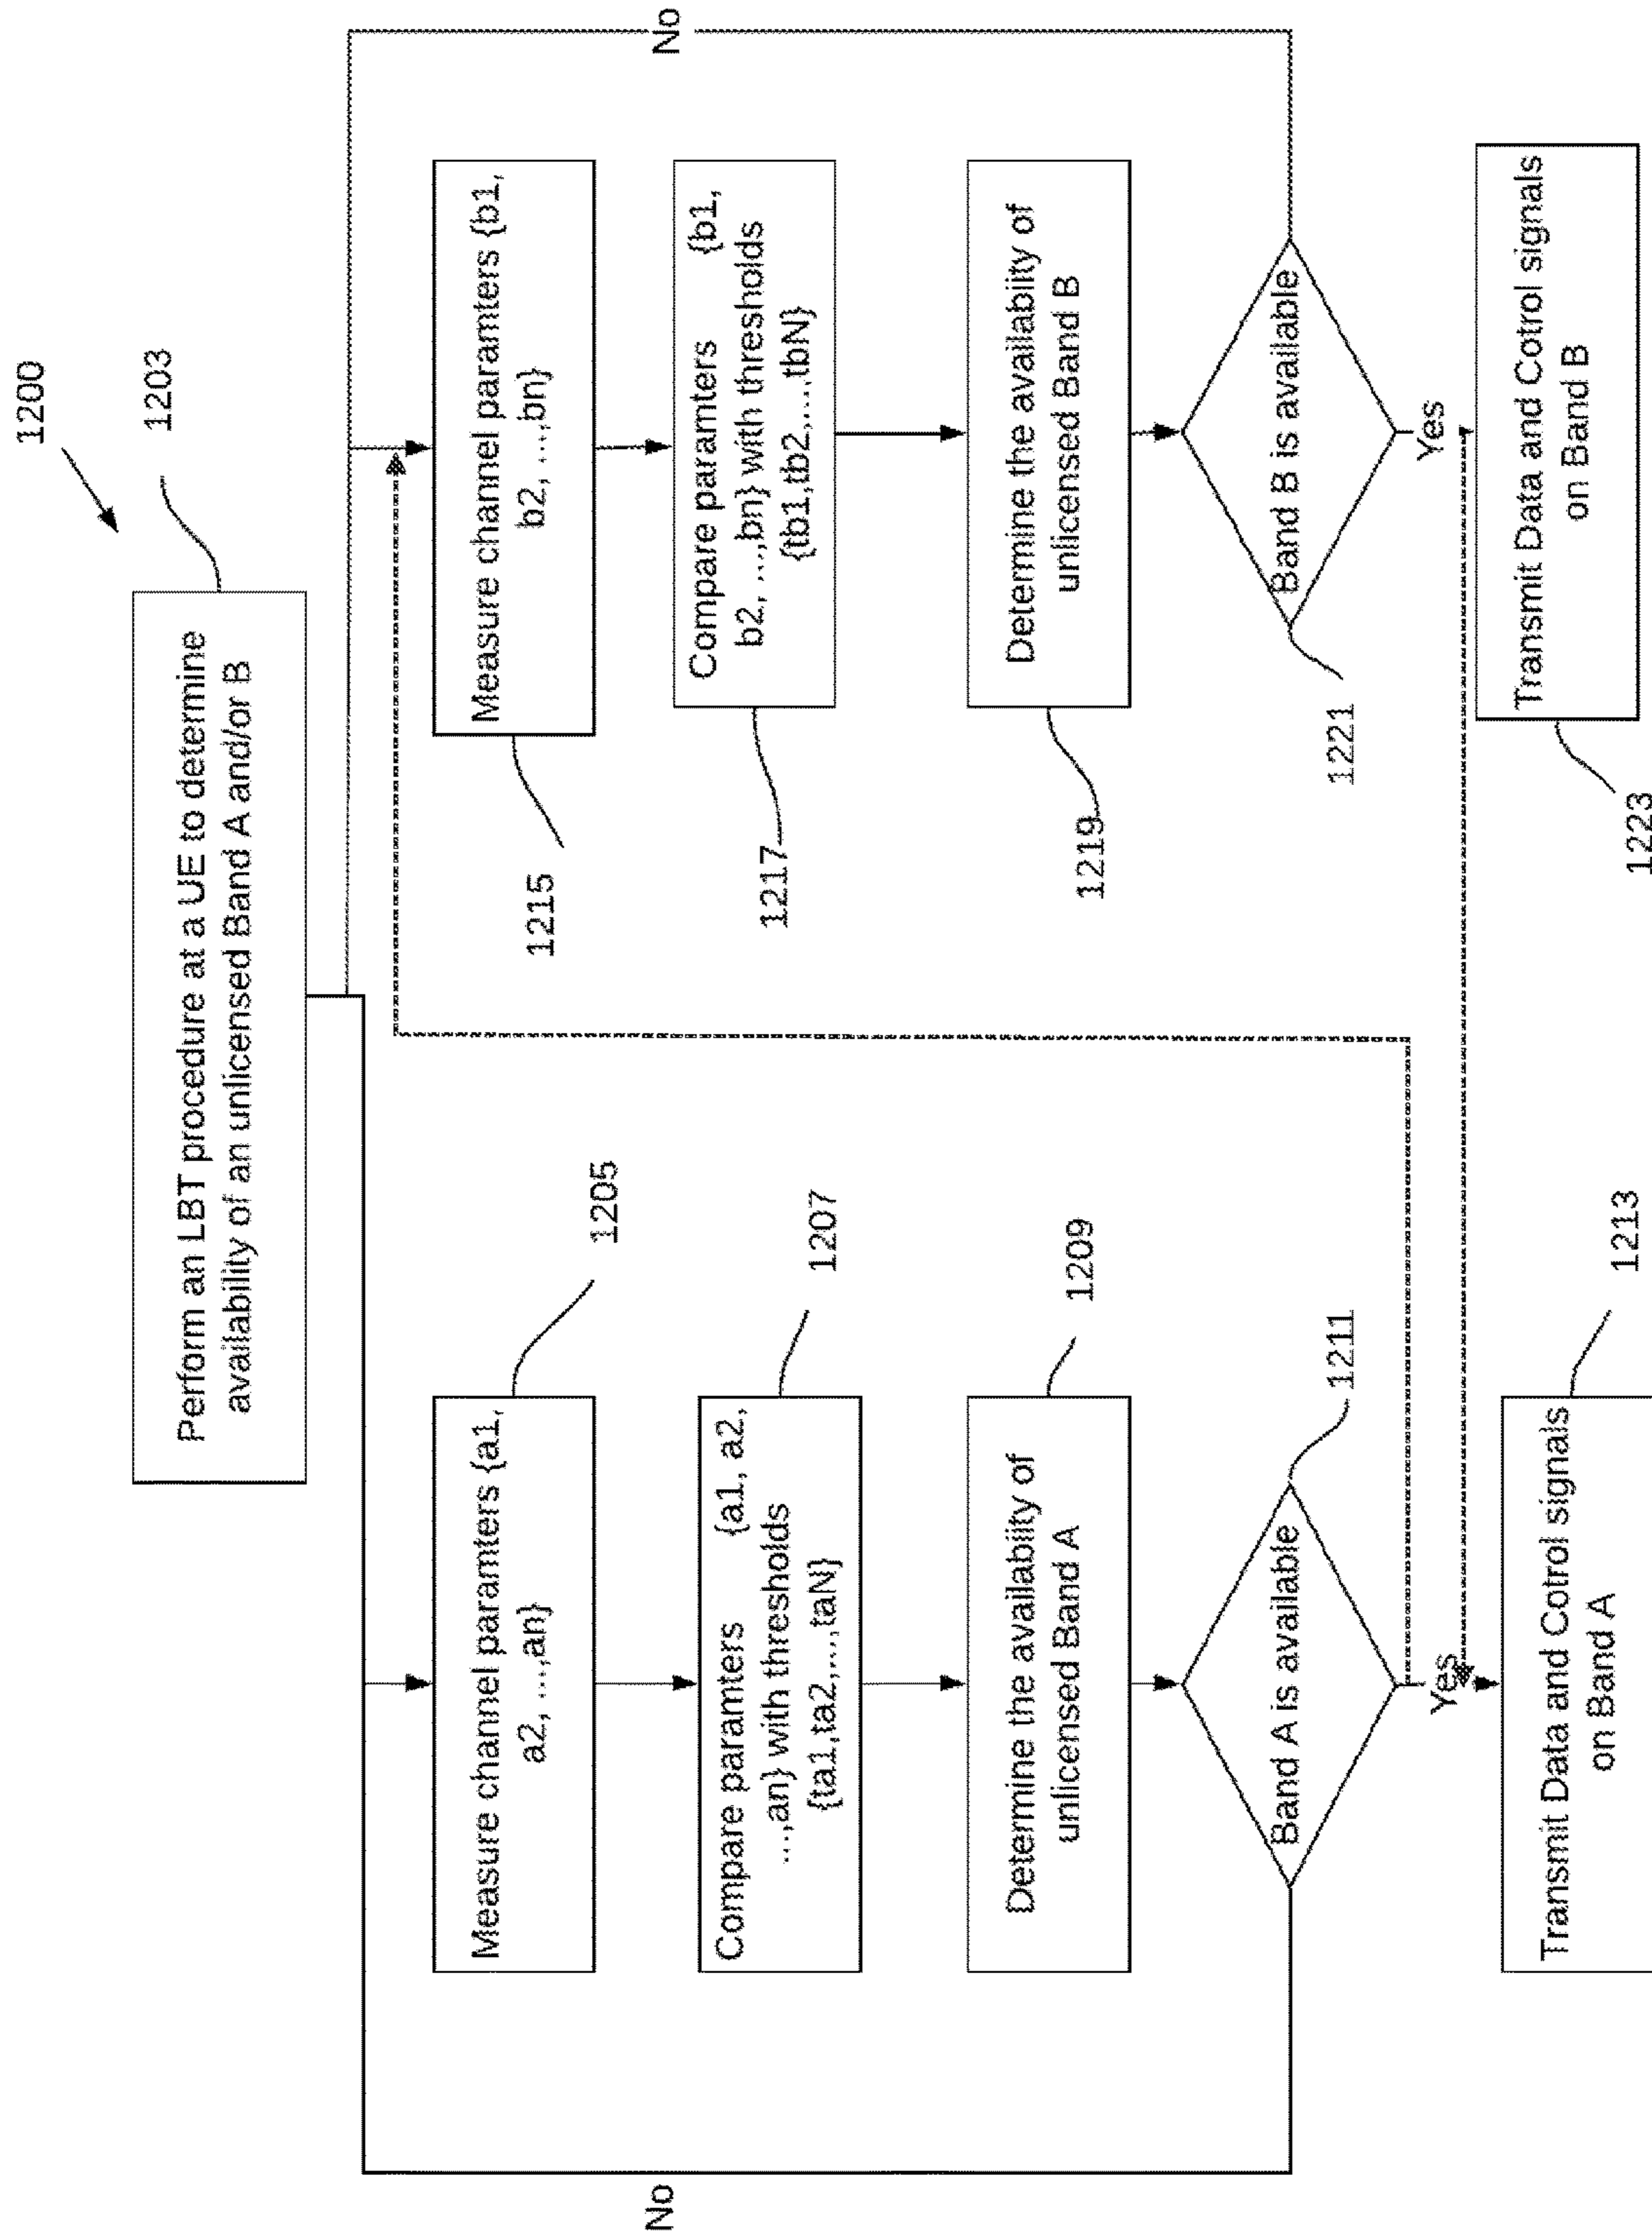 1200
1203
Perform an LBT procedure at a UE to determine
availability of an unlicensed Band A and/or B
No
No
Measure channel paramters {a1,
a2, ...,an}
1205
Compare paramters {a1, a2,
...,an} with thresholds
{ta1,ta2,...,taN}
1207
Determine the availabiity of
unlicensed Band A
1209
Band A is available
1211
Yes
Transmit Data and Cotrol signals
on Band A
1213
Measure channel paramters {b1,
b2, ...,bn}
1215
Compare paramters {b1,
b2, ...,bn} with thresholds
{tb1,tb2,...,tbN}
1217
Determine the availabiity of
unlicensed Band B
1219
Band B is available
1221
Yes
Transmit Data and Cotrol signals
on Band B
1223